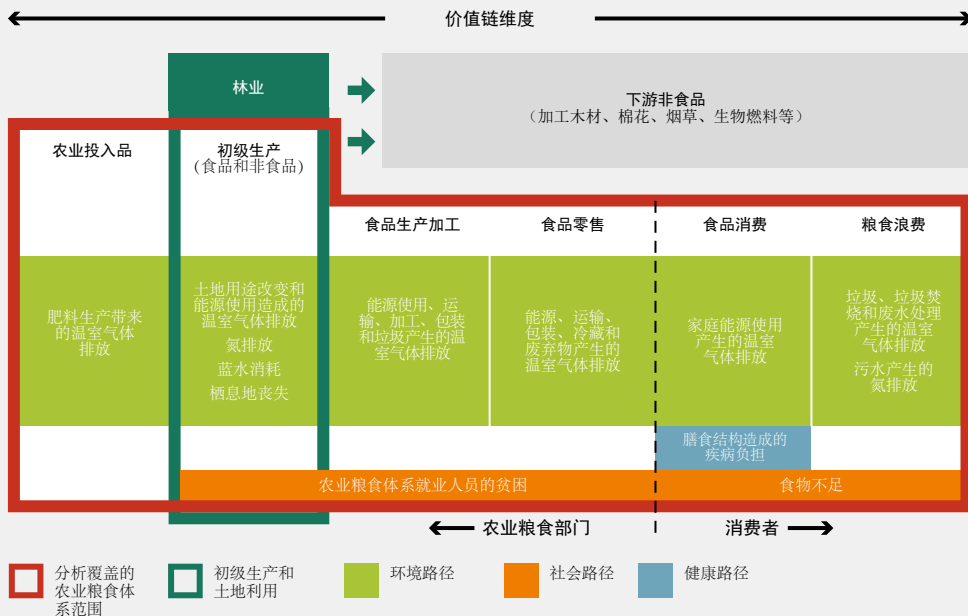 价值链维度
林业
下游非食品
（加工木材、棉花、烟草、生物燃料等）
农业投入品
初级生产
（食品和非食品）
食品生产加工
食品零售
食品消费
粮食浪费
肥料生产带来
的温室气体
排放
土地用途改变和
能源使用造成的
温室气体排放
氮排放
蓝水消耗
栖息地丧失
能源使用、运
输、加工、包装
和垃圾产生的温
室气体排放
能源、运输、
包装、冷藏和
废弃物产生的
温室气体排放
家庭能源使用
产生的温室
气体排放
垃圾、垃圾焚
烧和废水处理
产生的温室
气体排放
污水产生的
氮排放
膳食结构造成的
疾病负担
农业粮食体系就业人员的贫困
食物不足
农业粮食部门
消费者
分析覆盖的
农业粮食体
系范围
初级生产和
土地利用
环境路径
社会路径
健康路径